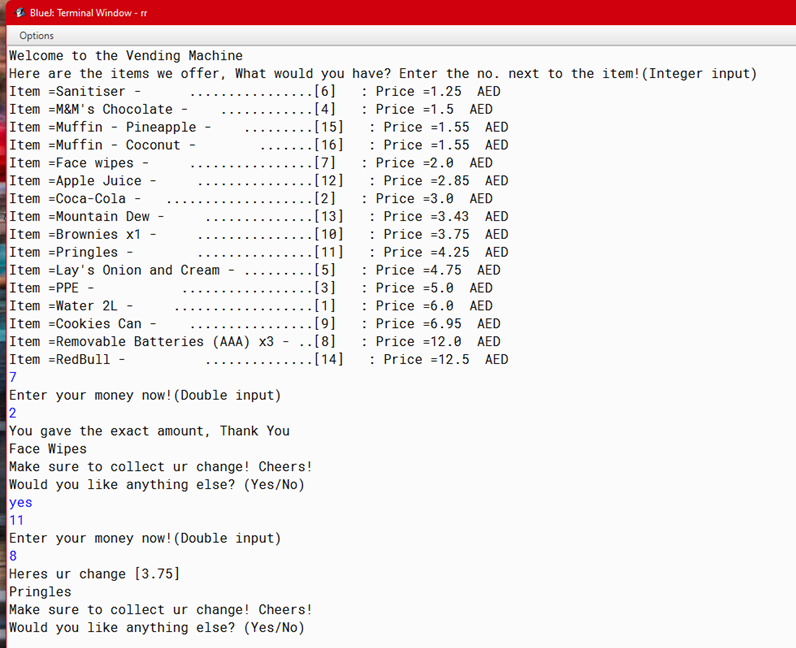 BlueJ: Terminal Window - rr
Options
Welcome to the Vending Machine
Here are the items we offer, What would you have? Enter the no. next to the item!(Integer input)
Item =Sanitiser -      ................[6]   : Price =1.25  AED
Item =M&M's Chocolate -    ............[4]   : Price =1.5  AED
Item =Muffin - Pineapple -    .........[15]   : Price =1.55  AED
Item =Muffin - Coconut -        .......[16]   : Price =1.55  AED
Item =Face wipes -     ................[7]   : Price =2.0  AED
Item =Apple Juice -     ...............[12]   : Price =2.85  AED
Item =Coca-Cola -   ...................[2]   : Price =3.0  AED
Item =Mountain Dew -     ..............[13]   : Price =3.43  AED
Item =Brownies x1 -     ...............[10]   : Price =3.75  AED
Item =Pringles -        ...............[11]   : Price =4.25  AED
Item =Lay's Onion and Cream - .........[5]   : Price =4.75  AED
Item =PPE -           .................[3]   : Price =5.0  AED
Item =Water 2L -     ..................[1]   : Price =6.0  AED
Item =Cookies Can -    ................[9]   : Price =6.95  AED
Item =Removable Batteries (AAA) x3 - ..[8]   : Price =12.0  AED
Item =RedBull -          ..............[14]   : Price =12.5  AED
7
Enter your money now!(Double input)
2
You gave the exact amount, Thank You
Face Wipes
Make sure to collect ur change! Cheers!
Would you like anything else? (Yes/No)
yes
11
Enter your money now!(Double input)
8
Heres ur change [3.75]
Pringles
Make sure to collect ur change! Cheers!
Would you like anything else? (Yes/No)